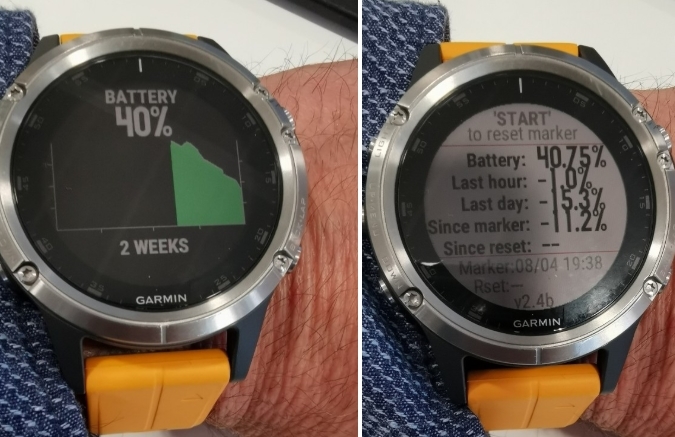 BATTERY
40%
2 WEEKS
GARMIN
'START'
to reset marker
Battery: 40.75%
Last hour: -1.0%
Last day: -5.3%
Since marker: -11.2%
Since reset: --
Marker:08/04 19:38
Rset:--
v2.4b
GARMIN